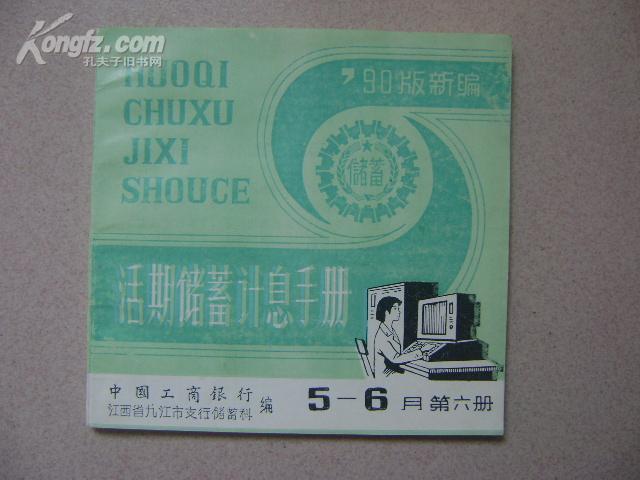 Kongfz.com
孔夫子旧书网
HUOQI
CHUXU
JIXI
SHOUCE
'90版新编
儲蓄
活期储蓄计息手册
中國工商银行
江西省九江市支行储蓄科
编
5－6月第六册